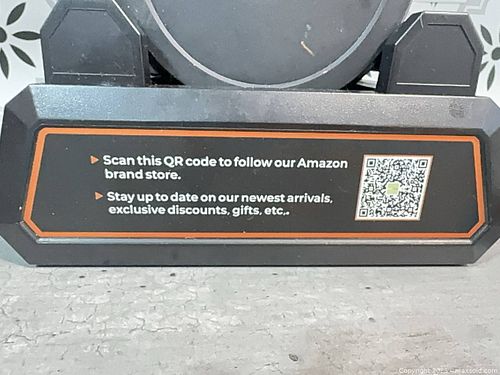 Scan this QR code to follow our Amazon
brand store.
Stay up to date on our newest arrivals,
exclusive discounts, gifts, etc..